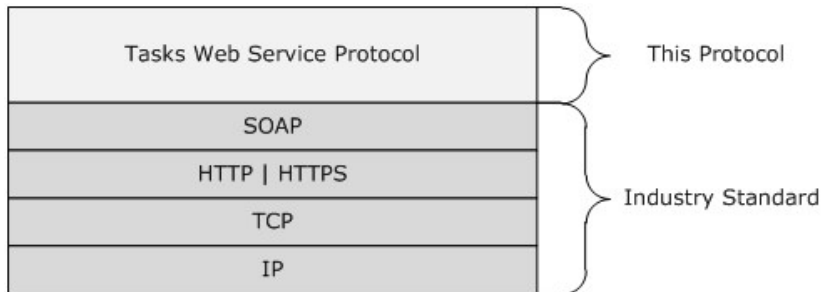 Tasks Web Service Protocol
This Protocol
SOAP
HTTP | HTTPS
Industry Standard
TCP
IP